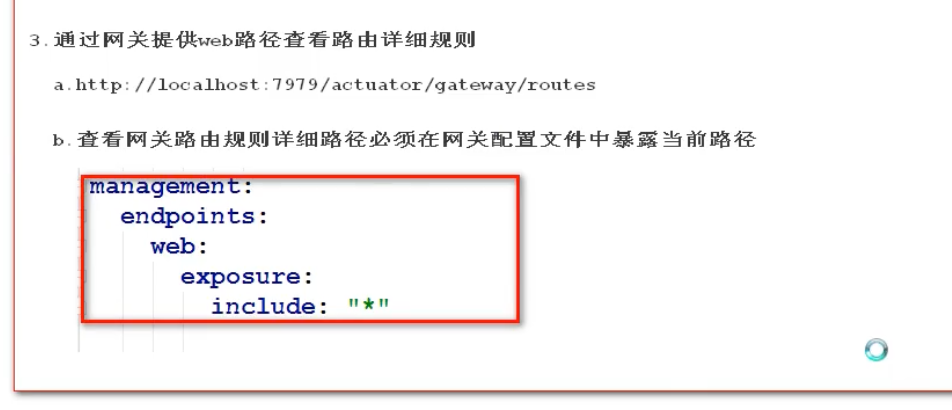 3.通过网关提供web路径查看路由详细规则
a.http://localhost:7979/actuator/gateway/routes
b.查看网关路由规则详细路径必须在网关配置文件中暴露当前路径
management:
  endpoints:
    web:
      exposure:
        include: "*"